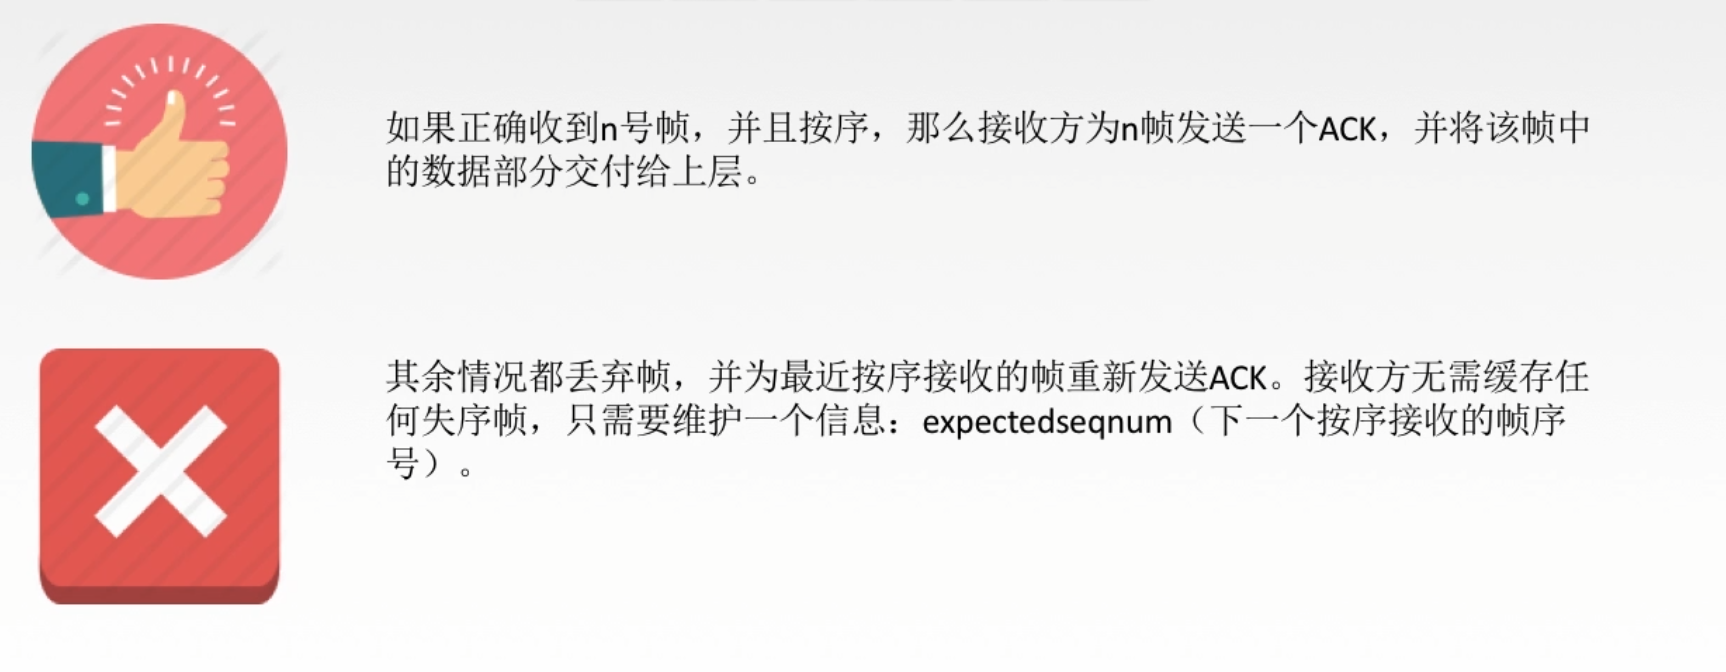 如果正确收到n号帧，并且按序，那么接收方为n帧发送一个ACK，并将该帧中
的数据部分交付给上层。
其余情况都丢弃帧，并为最近按序接收的帧重新发送ACK。接收方无需缓存任
何失序帧，只需要维护一个信息：expectedseqnum（下一个按序接收的帧序
号）。